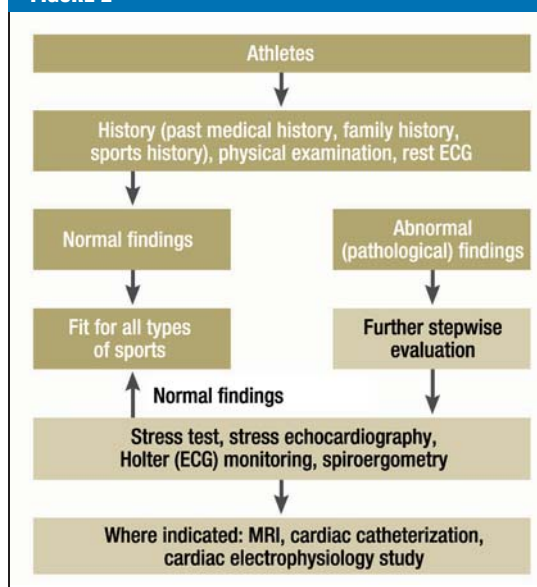 Athletes
History (past medical history, family history,
sports history), physical examination, rest ECG
Normal findings
Abnormal
(pathological) findings
Fit for all types
of sports
Further stepwise
evaluation
Normal findings
Stress test, stress echocardiography,
Holter (ECG) monitoring, spiroergometry
Where indicated: MRI, cardiac catheterization,
cardiac electrophysiology study